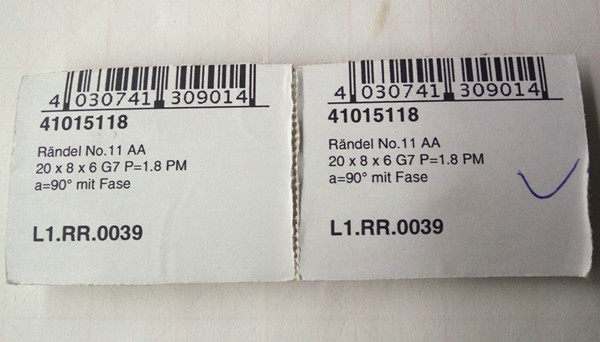 4 030741 309014
41015118
Rändel No.11 AA
20 x 8 x 6 G7 P=1.8 PM
a=90° mit Fase
L1.RR.0039
4 030741 309014
41015118
Rändel No.11 AA
20 x 8 x 6 G7 P=1.8 PM
a=90° mit Fase
L1.RR.0039